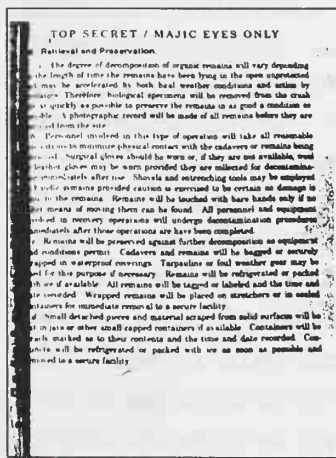 TOP SECRET / MAJIC EYES ONLY
Retrieval and Preservation.
The degree of decomposition of organic remains will vary depending
the length of time the remains have been lying in the open unprotected
may be accelerated by both local weather conditions and action by
Therefore, biological specimens will be removed from the crash
as quickly as possible to preserve the remains in as good a condition as
A photographic record will be made of all remains before they are
from the site.
Personnel involved in this type of operation will take all reasonable
to minimize physical contact with the cadavers or remains being
Surgical gloves should be worn or, if they are not available, wool
leather gloves may be worn provided they are collected for decontamina-
immediately after use. Shovels and entrenching tools may be employed
remains provided caution is exercised to be certain no damage is
to the remains. Remains will be touched with bare hands only if no
means of moving them can be found. All personnel and equipment
in recovery operations will undergo decontamination procedures
immediately after those operations are have been completed.
Remains will be preserved against further decomposition as equipment
conditions permit. Cadavers and remains will be bagged or securely
wrapped in waterproof coverings. Tarpaulins or foul weather gear may be
for this purpose if necessary. Remains will be refrigerated or packed
ice if available. All remains will be tagged or labeled and the time and
recorded. Wrapped remains will be placed on stretchers or in sealed
containers for immediate removal to a secure facility.
Small detached pieces and material scraped from solid surfaces will be
in jars or other small capped containers if available. Containers will be
marked as to their contents and the time and date recorded. Con-
will be refrigerated or packed with ice as soon as possible and
to a secure facility.